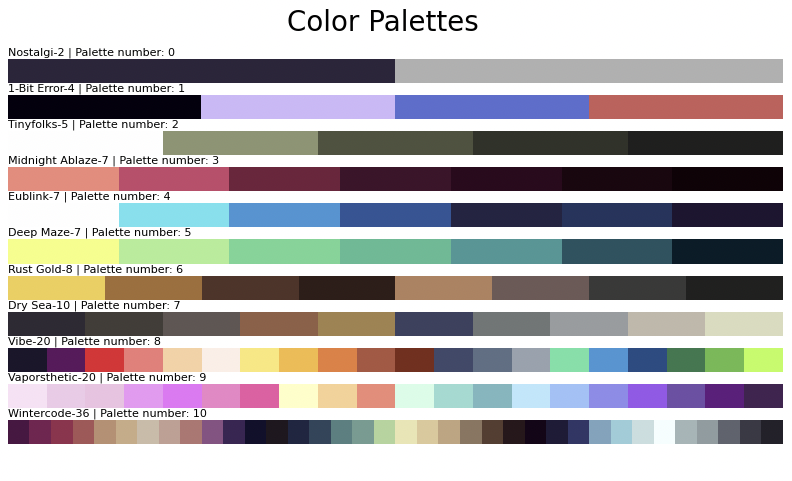 Color Palettes
Nostalgi-2 | Palette number: 0
1-Bit Error-4 | Palette number: 1
Tinyfolks-5 | Palette number: 2
Midnight Ablaze-7 | Palette number: 3
Eublink-7 | Palette number: 4
Deep Maze-7 | Palette number: 5
Rust Gold-8 | Palette number: 6
Dry Sea-10 | Palette number: 7
Vibe-20 | Palette number: 8
Vaporsthetic-20 | Palette number: 9
Wintercode-36 | Palette number: 10